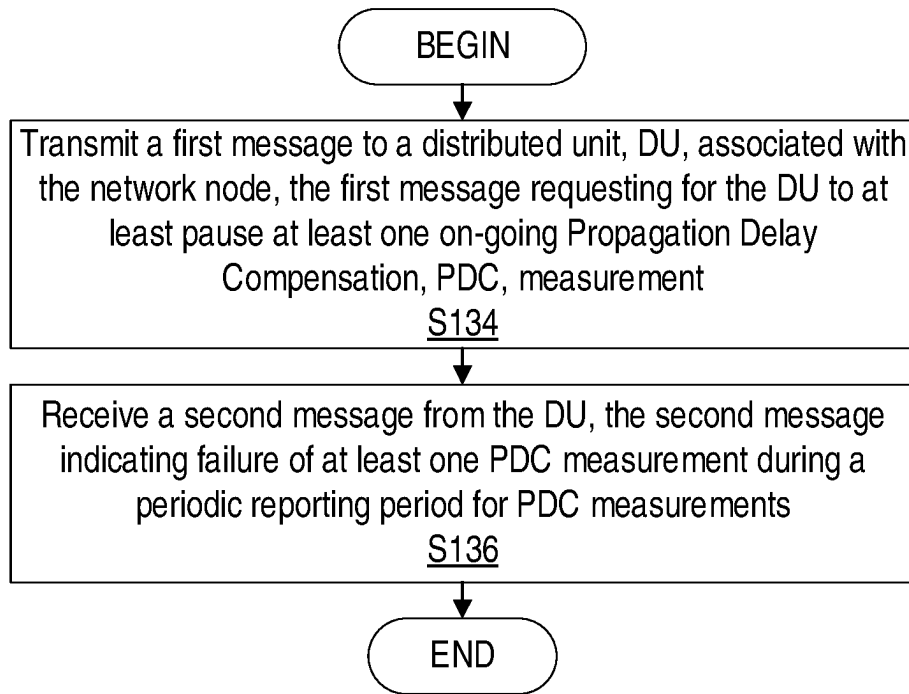 BEGIN
Transmit a first message to a distributed unit, DU, associated with
the network node, the first message requesting for the DU to at
least pause at least one on-going Propagation Delay
Compensation, PDC, measurement
S134
Receive a second message from the DU, the second message
indicating failure of at least one PDC measurement during a
periodic reporting period for PDC measurements
S136
END